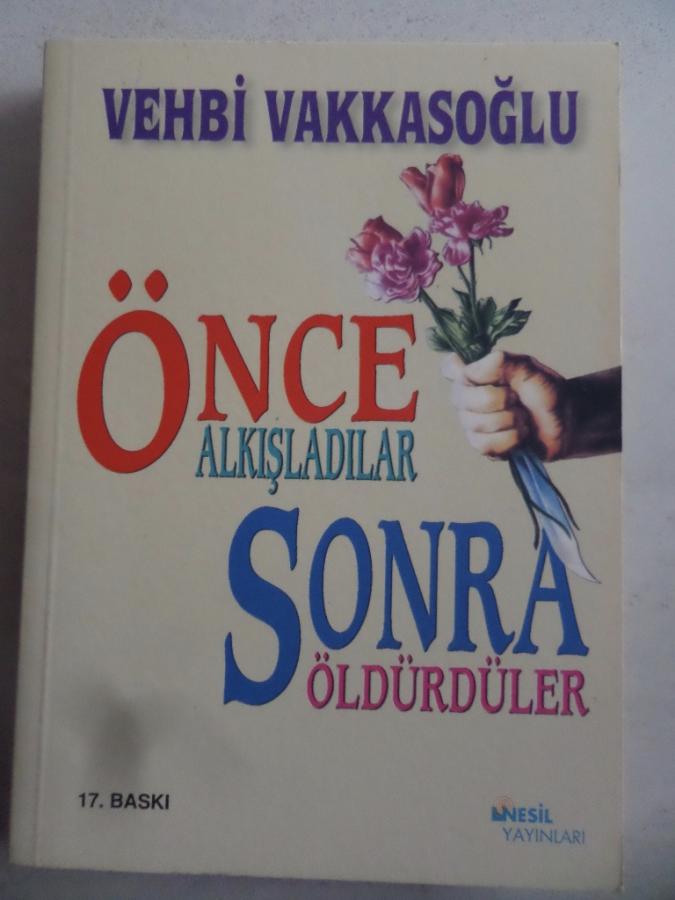 VEHBİ VAKKASOĞLU
ÖNCE
ALKIŞLADILAR
SONRA
ÖLDÜRDÜLER
17. BASKI
NESİL
YAYINLARI